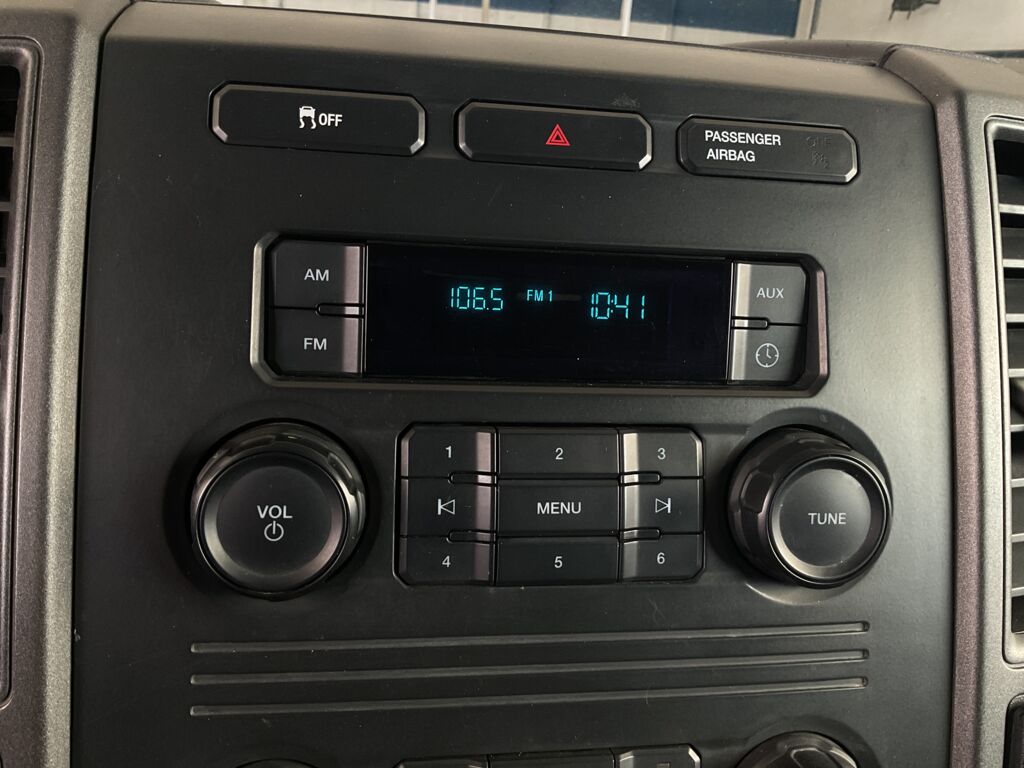 OFF
PASSENGER
AIRBAG
OFF
AM
106.5 FM1 10:41
AUX
FM
1 2 3
VOL
MENU
TUNE
4 5 6